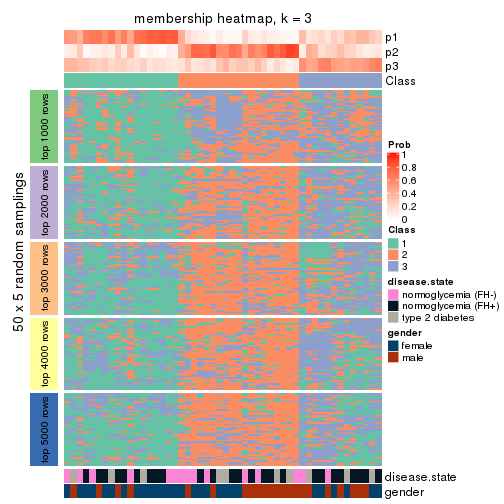 membership heatmap, k = 3
p1
p2
p3
Class
50 x 5 random samplings
top 1000 rows
top 2000 rows
top 3000 rows
top 4000 rows
top 5000 rows
Prob
1
0.8
0.6
0.4
0.2
0
Class
1
2
3
disease.state
normoglycemia (FH-)
normoglycemia (FH+)
type 2 diabetes
gender
female
male
disease.state
gender